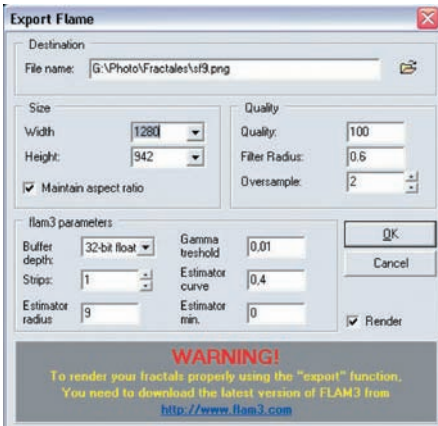 Export Flame
Destination
File name: G:\Photo\Fractales\sf9.png
Size
Width 1280
Height: 942
Maintain aspect ratio
Quality
Quality: 100
Filter Radius: 0.6
Oversample: 2
flam3 parameters
Buffer depth: 32-bit float
Gamma treshold 0,01
Strips: 1
Estimator curve 0,4
Estimator radius 9
Estimator min. 0
OK
Cancel
Render
WARNING!
To render your fractals properly using the "export" function,
You need to download the latest version of FLAM3 from
http://www.flam3.com